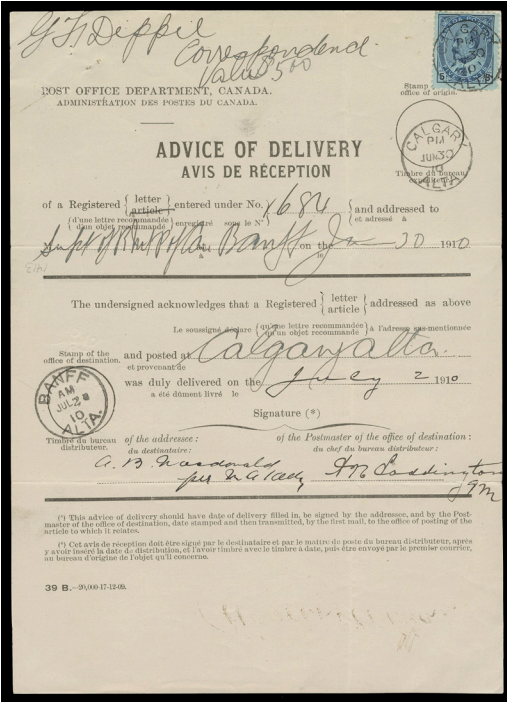 G. F. Dippie
Correspondence
Value $5.00
POST OFFICE DEPARTMENT, CANADA.
ADMINISTRATION DES POSTES DU CANADA.
Stamp of
office of origin.
CALGARY
PM
JUN 30
10
ALTA.
Timbre du bureau
ADVICE OF DELIVERY
AVIS DE RÉCEPTION
of a Registered { letter article } entered under No. 684 and addressed to
{ d'une lettre recommandée d'un objet recommandé } enregistré sous le N° et adressé à
Banff on the Jun 30 1910
à le
The undersigned acknowledges that a Registered { letter article } addressed as above
Le soussigné déclare { qu'une lettre recommandée qu'un objet recommandé } à l'adresse sus-mentionée
Stamp of the
office of destination.
and posted at Calgary Alta.
et provenant de
was duly delivered on the July 2 1910
a été dûment livré le
BANFF
AM
JUL 2
10
ALTA.
Signature (*)
Timbre du bureau
distributeur.
of the addressee: of the Postmaster of the office of destination:
du destinataire: du chef du bureau distributeur:
A. B. Macdonald
per
(*) This advice of delivery should have date of delivery filled in, be signed by the addressee, and by the Post-
master of the office of destination, date stamped and then transmitted, by the first mail, to the office of posting of the
article to which it relates.
(*) Cet avis de réception doit être signé par le destinataire et par le maître de poste du bureau distributeur, après
y avoir inséré la date de distribution, et l'avoir timbré avec le timbre à date, puis être envoyé par le premier courrier,
au bureau d'origine de l'objet qu'il concerne.
39 B.–20,000-17-12-09.